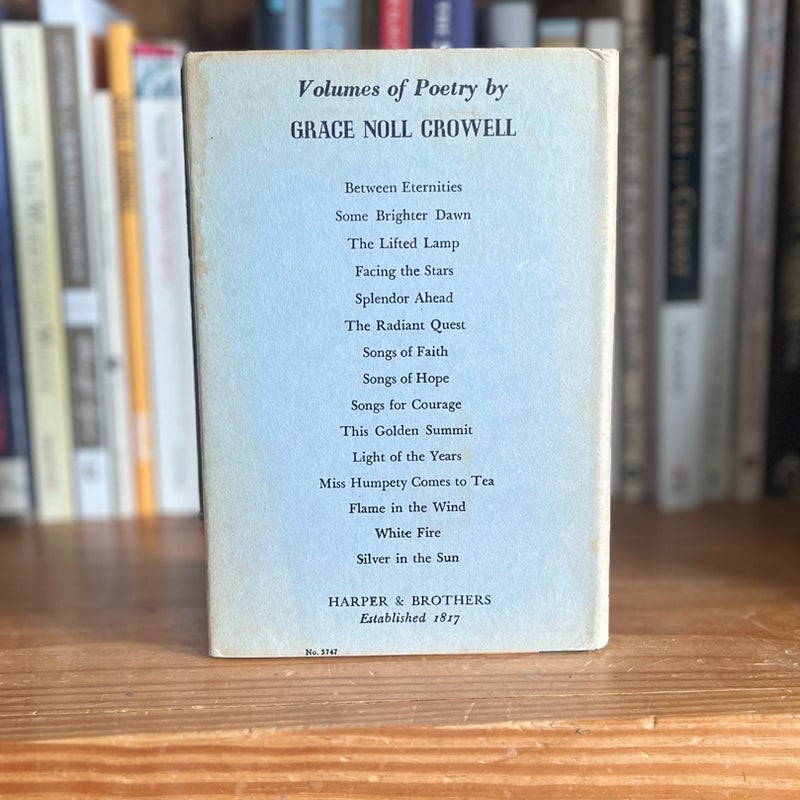 Volumes of Poetry by
GRACE NOLL CROWELL
Between Eternities
Some Brighter Dawn
The Lifted Lamp
Facing the Stars
Splendor Ahead
The Radiant Quest
Songs of Faith
Songs of Hope
Songs for Courage
This Golden Summit
Light of the Years
Miss Humpety Comes to Tea
Flame in the Wind
White Fire
Silver in the Sun
HARPER & BROTHERS
Established 1817
No. 5747